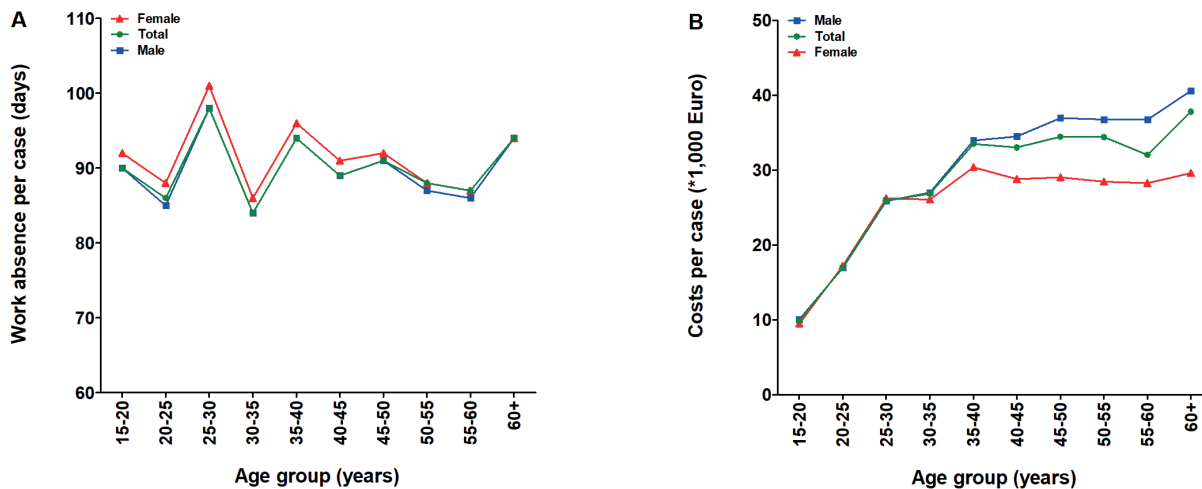 A
Female
Total
Male
110
100
90
80
70
60
Work absence per case (days)
15-20
20-25
25-30
30-35
35-40
40-45
45-50
50-55
55-60
60+
Age group (years)
B
Male
Total
Female
50
40
30
20
10
0
Costs per case (*1,000 Euro)
15-20
20-25
25-30
30-35
35-40
40-45
45-50
50-55
55-60
60+
Age group (years)